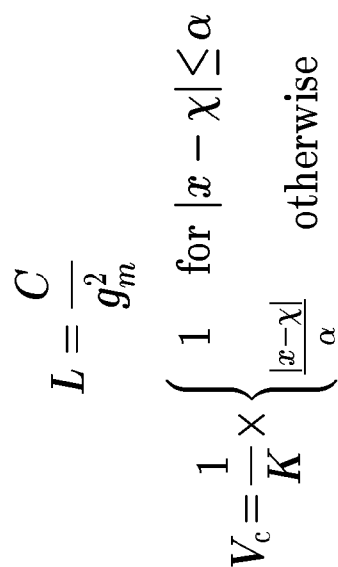 L = \frac{C}{g_m^2}
V_c = \frac{1}{K} \times \begin{cases} 1 & \text{for } |x - \chi| \leq \alpha \\ \frac{|x - \chi|}{\alpha} & \text{otherwise} \end{cases}